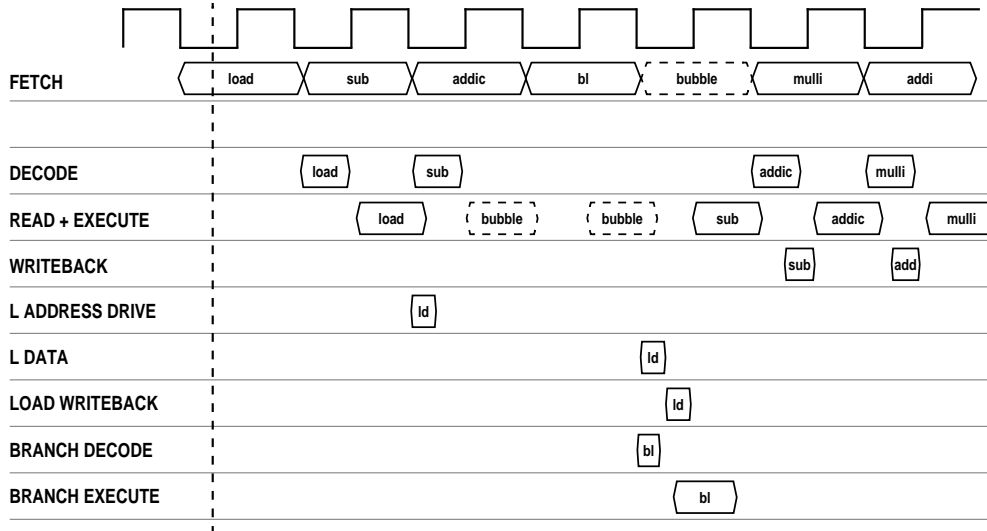 FETCH load sub addic bl bubble mulli addi
DECODE load sub addic mulli
READ + EXECUTE load bubble bubble sub addic mulli
WRITEBACK sub add
L ADDRESS DRIVE ld
L DATA ld
LOAD WRITEBACK ld
BRANCH DECODE bl
BRANCH EXECUTE bl